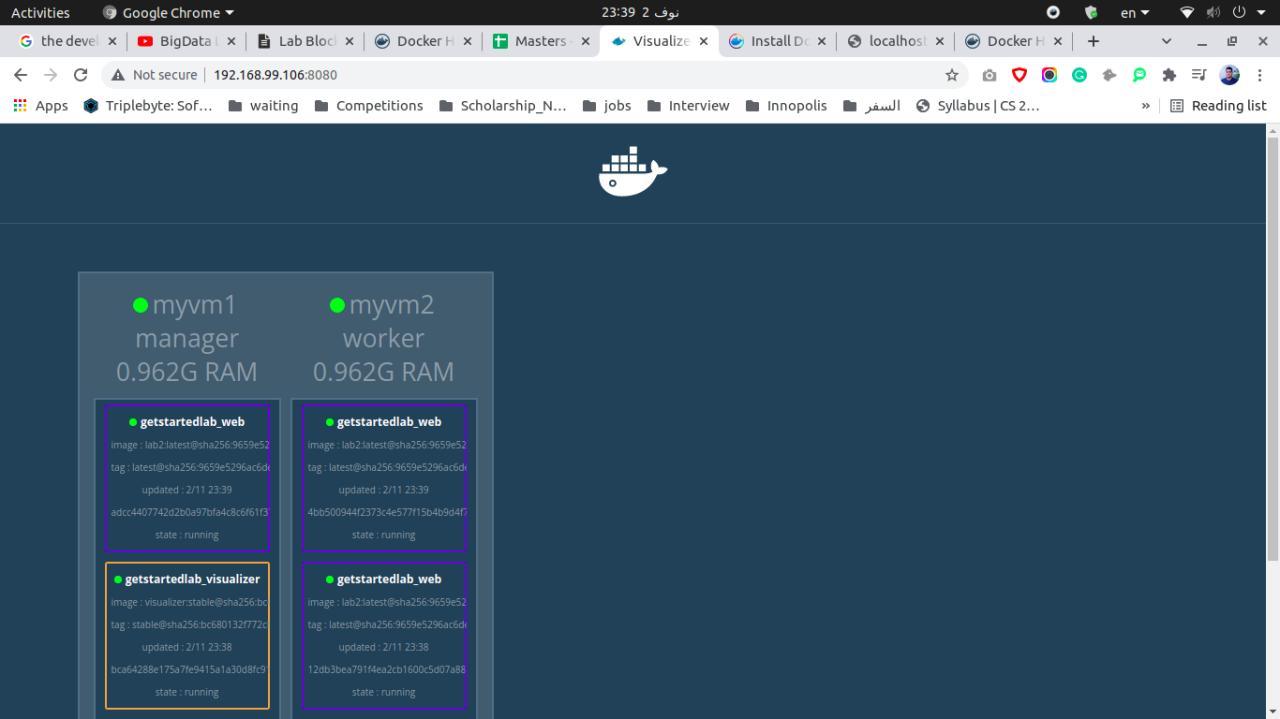 Activities
Google Chrome
23:39 2 نوف
en
the devel
BigData L
Lab Block
Docker H
Masters -
Visualize
Install Do
localhost
Docker H
Not secure
192.168.99.106:8080
Apps
Triplebyte: Sof...
waiting
Competitions
Scholarship_N...
jobs
Interview
Innopolis
السفر
Syllabus | CS 2...
»
Reading list
myvm1
manager
0.962G RAM
getstartedlab_web
image : lab2:latest@sha256:9659e52
tag : latest@sha256:9659e5296ac6de
updated : 2/11 23:39
adcc4407742d2b0a97bfa4c8c6f61f3
state : running
getstartedlab_visualizer
image : visualizer:stable@sha256:bc
tag : stable@sha256:bc680132f772c
updated : 2/11 23:38
bca64288e175a7fe9415a1a30d8fc9
state : running
myvm2
worker
0.962G RAM
getstartedlab_web
image : lab2:latest@sha256:9659e52
tag : latest@sha256:9659e5296ac6de
updated : 2/11 23:39
4bb500944f2373c4e577f15b4b9d4f7
state : running
getstartedlab_web
image : lab2:latest@sha256:9659e52
tag : latest@sha256:9659e5296ac6de
updated : 2/11 23:38
12db3bea791f4ea2cb1600c5d07a88
state : running